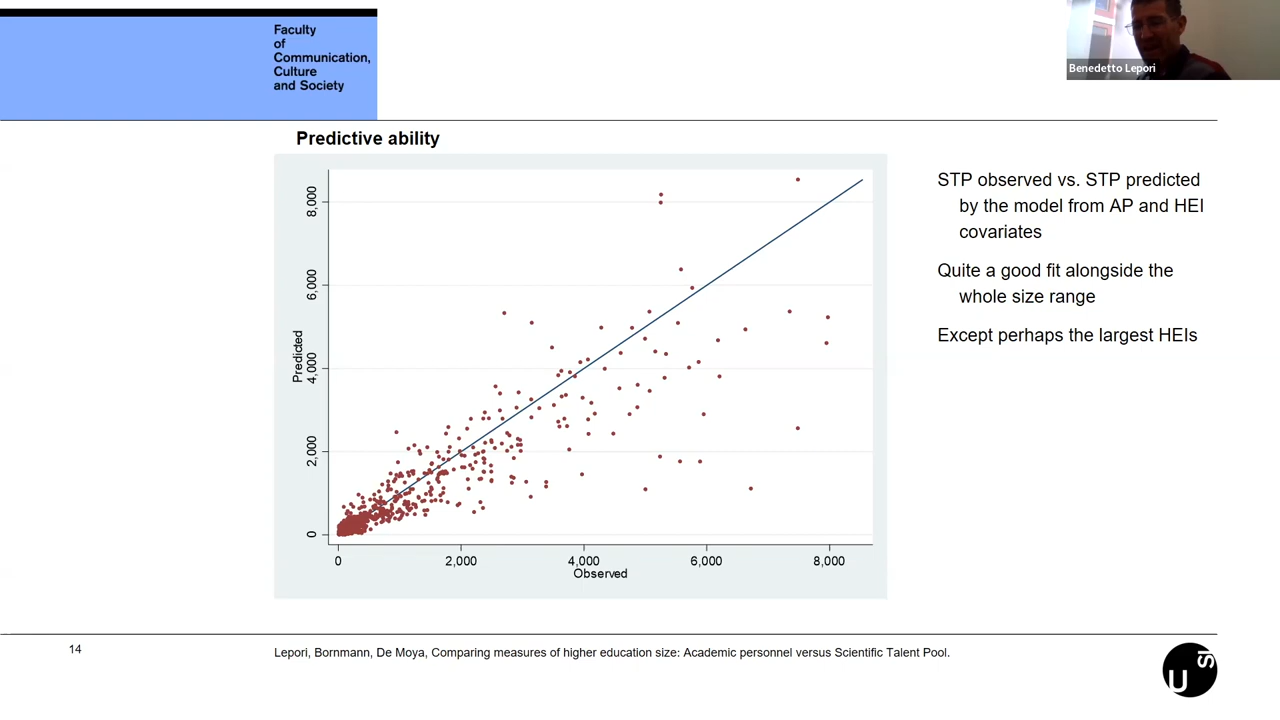 Faculty
of
Communication,
Culture
and Society
Benedetto Lepori
Predictive ability
8,000
6,000
4,000
2,000
0
Predicted
0
2,000
4,000
6,000
8,000
Observed
STP observed vs. STP predicted
by the model from AP and HEI
covariates
Quite a good fit alongside the
whole size range
Except perhaps the largest HEIs
14
Lepori, Bornmann, De Moya, Comparing measures of higher education size: Academic personnel versus Scientific Talent Pool.
U
SI